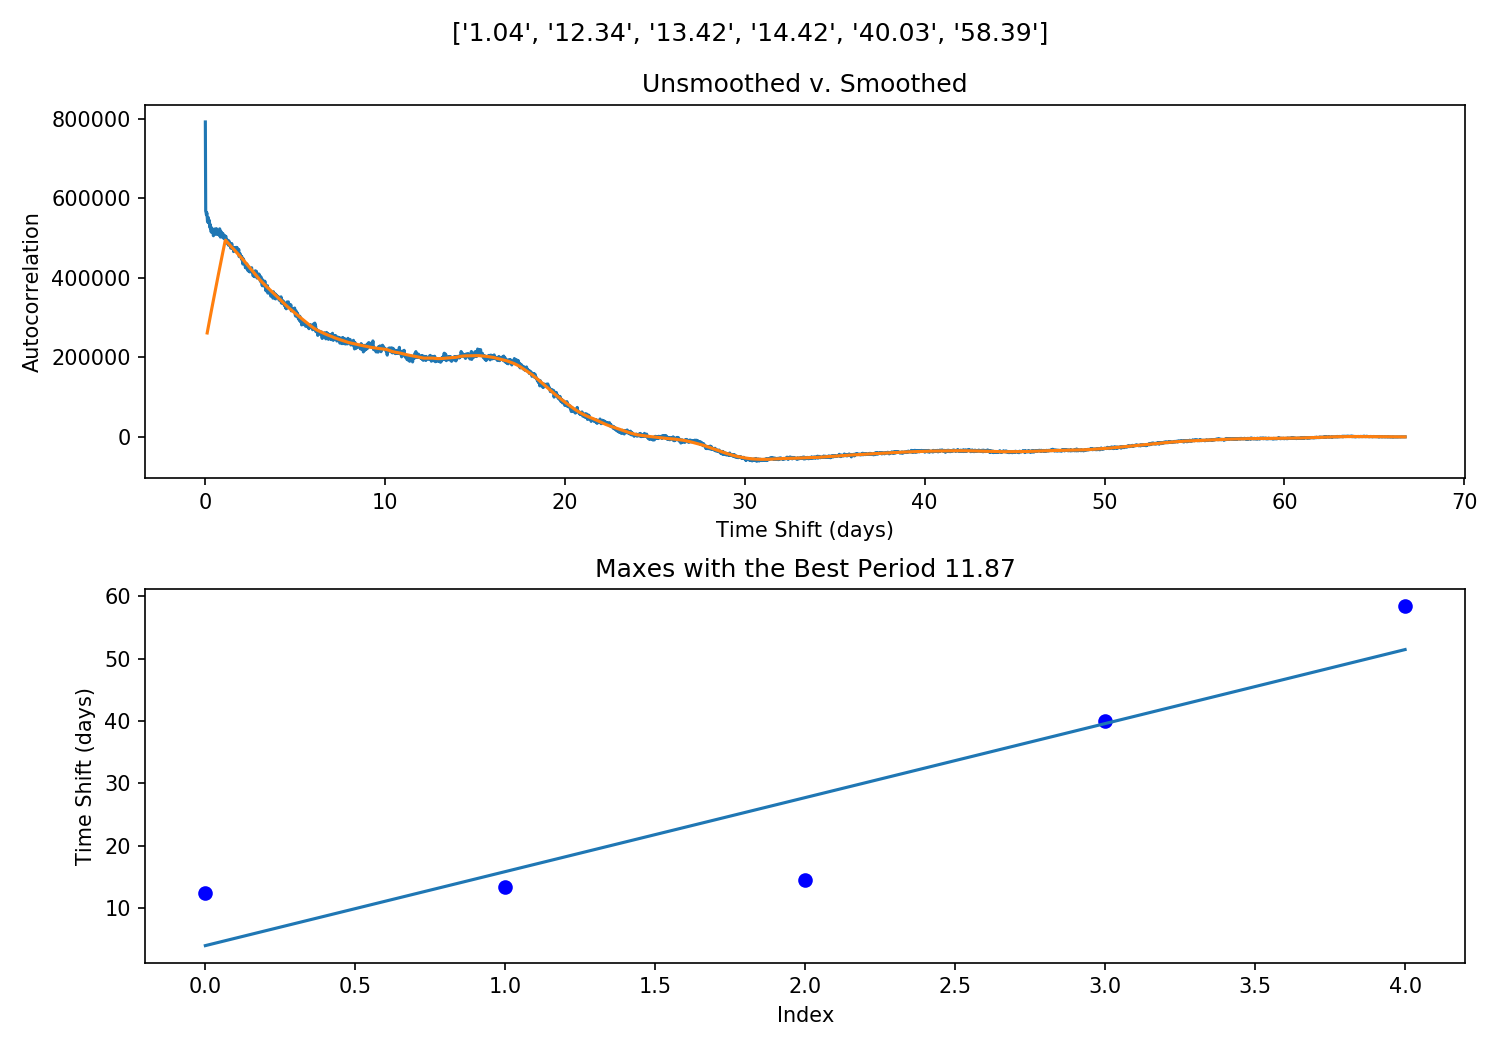 ['1.04', '12.34', '13.42', '14.42', '40.03', '58.39']
Unsmoothed v. Smoothed
Autocorrelation
800000
600000
400000
200000
0
0 10 20 30 40 50 60 70
Time Shift (days)
Maxes with the Best Period 11.87
Time Shift (days)
60
50
40
30
20
10
0.0 0.5 1.0 1.5 2.0 2.5 3.0 3.5 4.0
Index